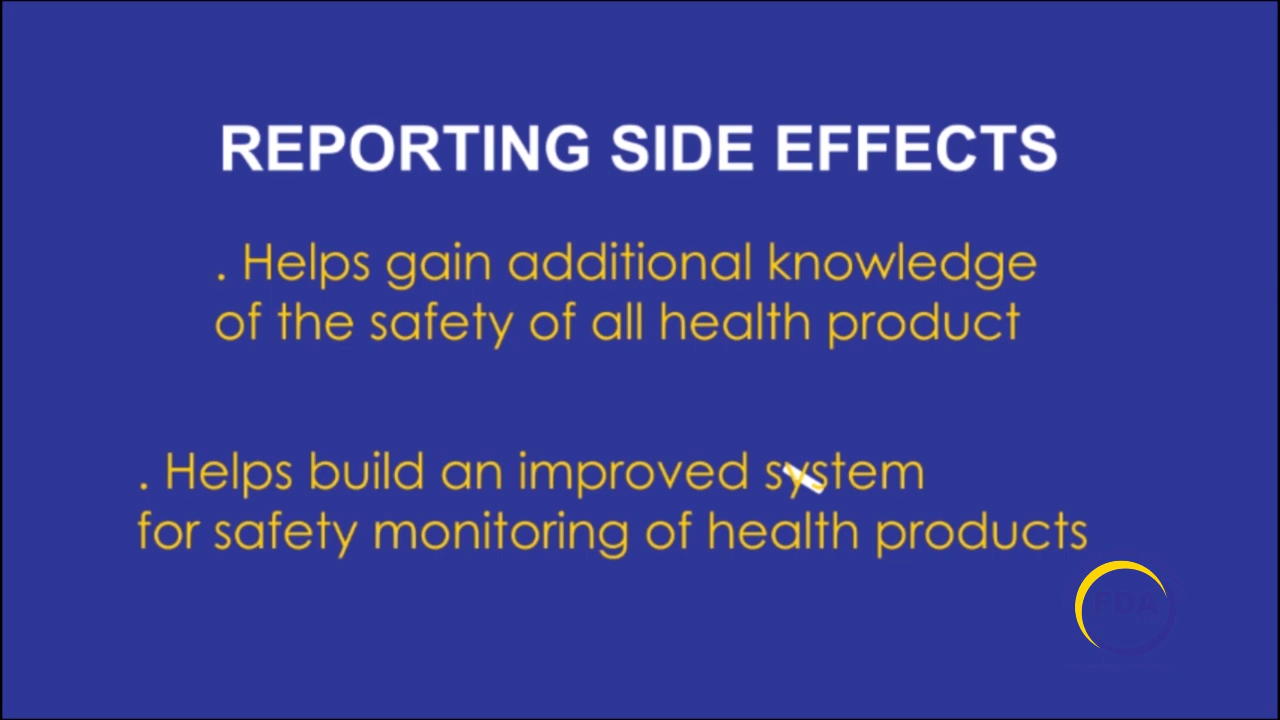 REPORTING SIDE EFFECTS
. Helps gain additional knowledge
of the safety of all health product
. Helps build an improved system
for safety monitoring of health products
FDA